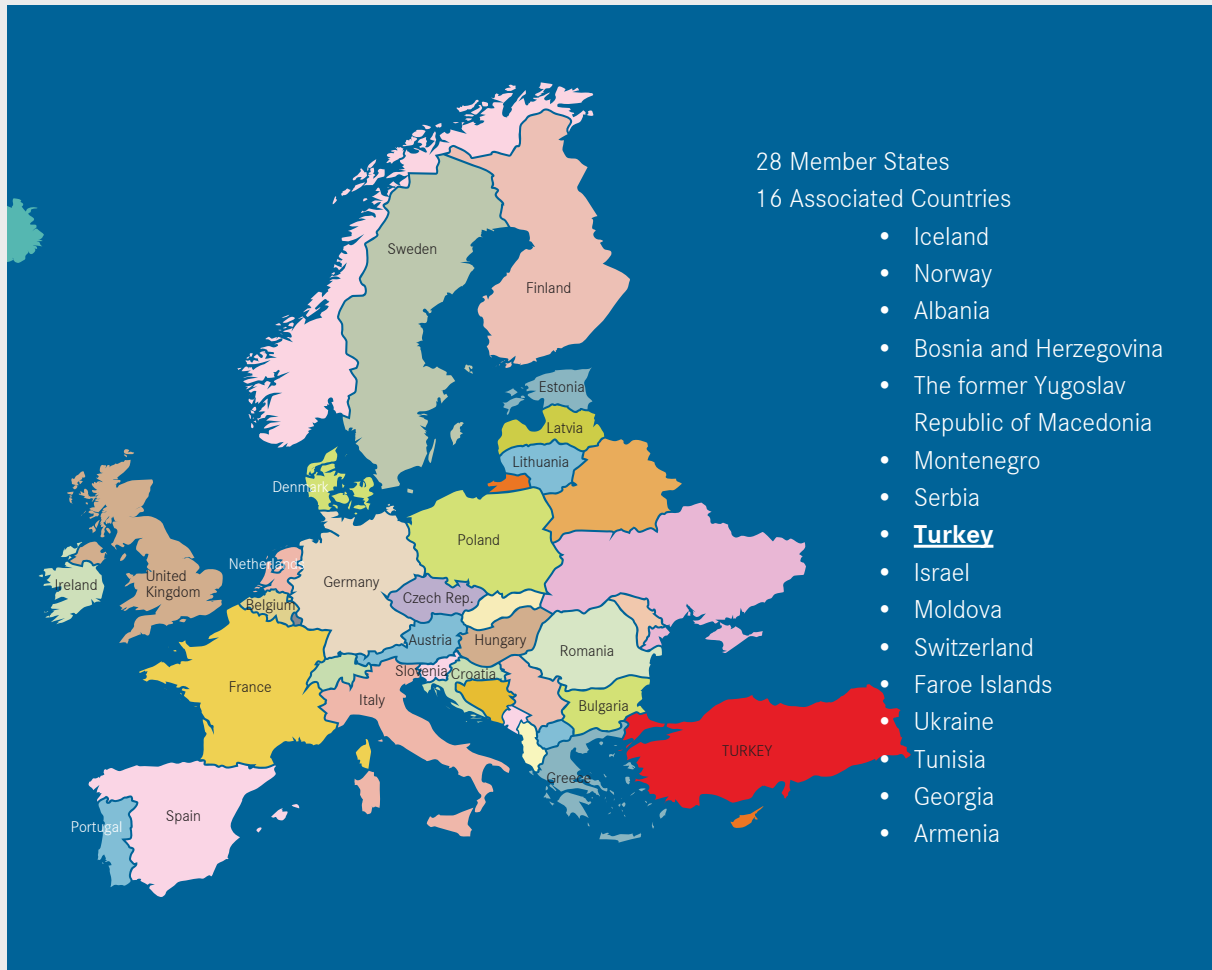 28 Member States
16 Associated Countries
• Iceland
• Norway
• Albania
• Bosnia and Herzegovina
• The former Yugoslav
Republic of Macedonia
• Montenegro
• Serbia
• Turkey
• Israel
• Moldova
• Switzerland
• Faroe Islands
• Ukraine
• Tunisia
• Georgia
• Armenia
Sweden
Finland
Estonia
Latvia
Lithuania
Denmark
Poland
Netherlands
United
Kingdom
Ireland
Germany
Belgium
Czech Rep.
Austria
Hungary
Romania
Slovenia
Croatia
France
Italy
Bulgaria
TURKEY
Greece
Spain
Portugal